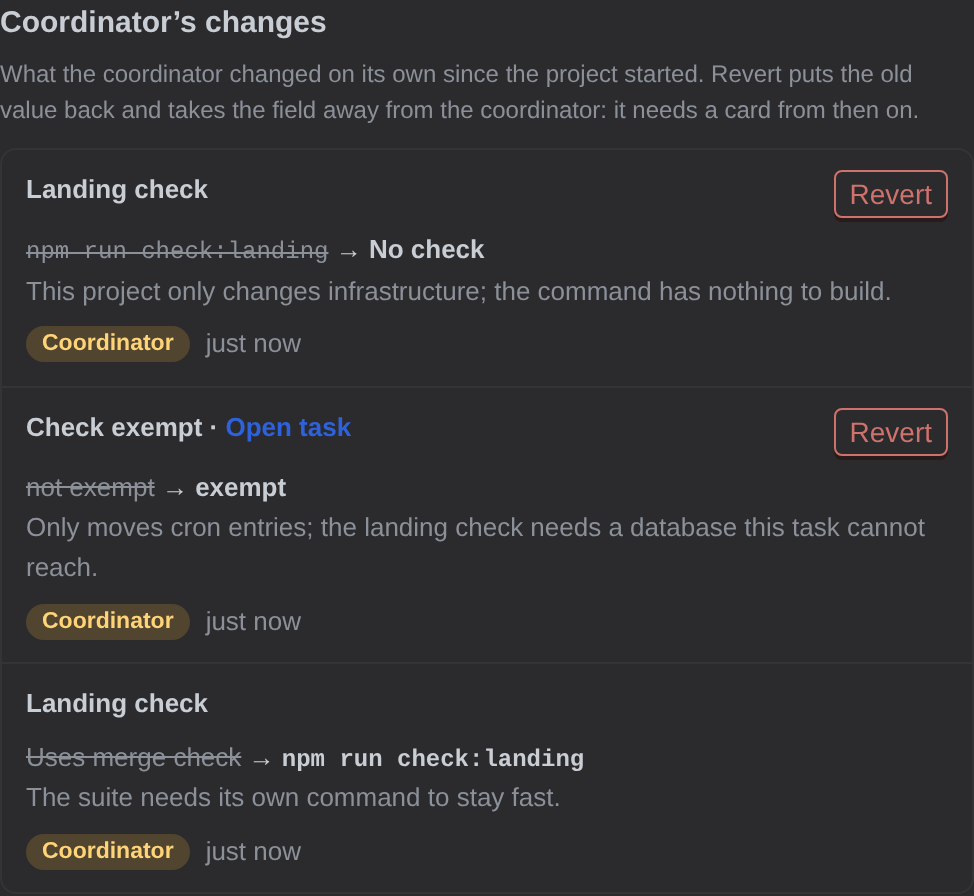 Coordinator’s changes
What the coordinator changed on its own since the project started. Revert puts the old
value back and takes the field away from the coordinator: it needs a card from then on.
Landing check
Revert
npm run check:landing → No check
This project only changes infrastructure; the command has nothing to build.
Coordinator just now
Check exempt · Open task
Revert
not exempt → exempt
Only moves cron entries; the landing check needs a database this task cannot
reach.
Coordinator just now
Landing check
Uses merge check → npm run check:landing
The suite needs its own command to stay fast.
Coordinator just now